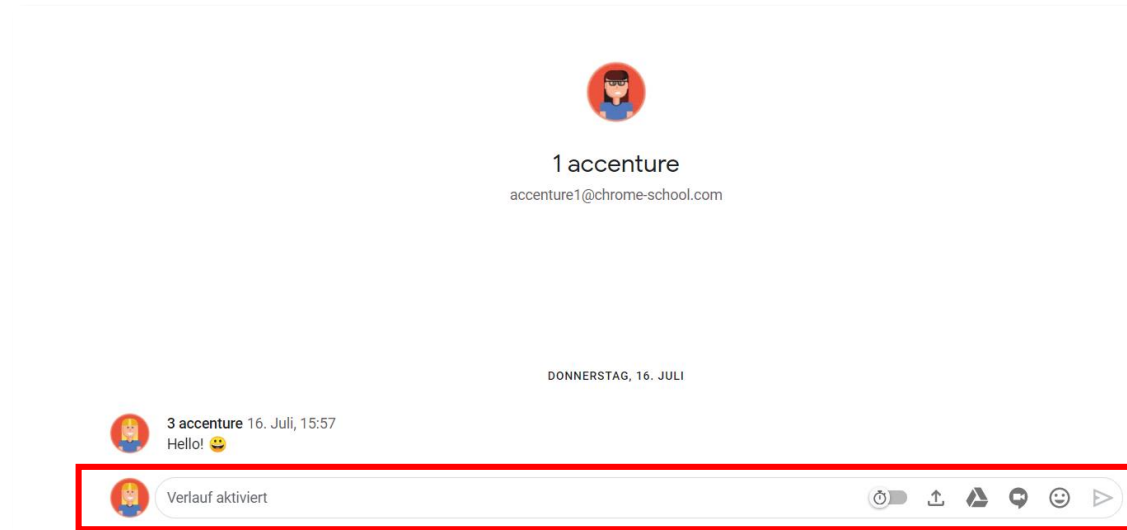 1 accenture
accenture1@chrome-school.com
DONNERSTAG, 16. JULI
3 accenture 16. Juli, 15:57
Hello! 😀
Verlauf aktiviert